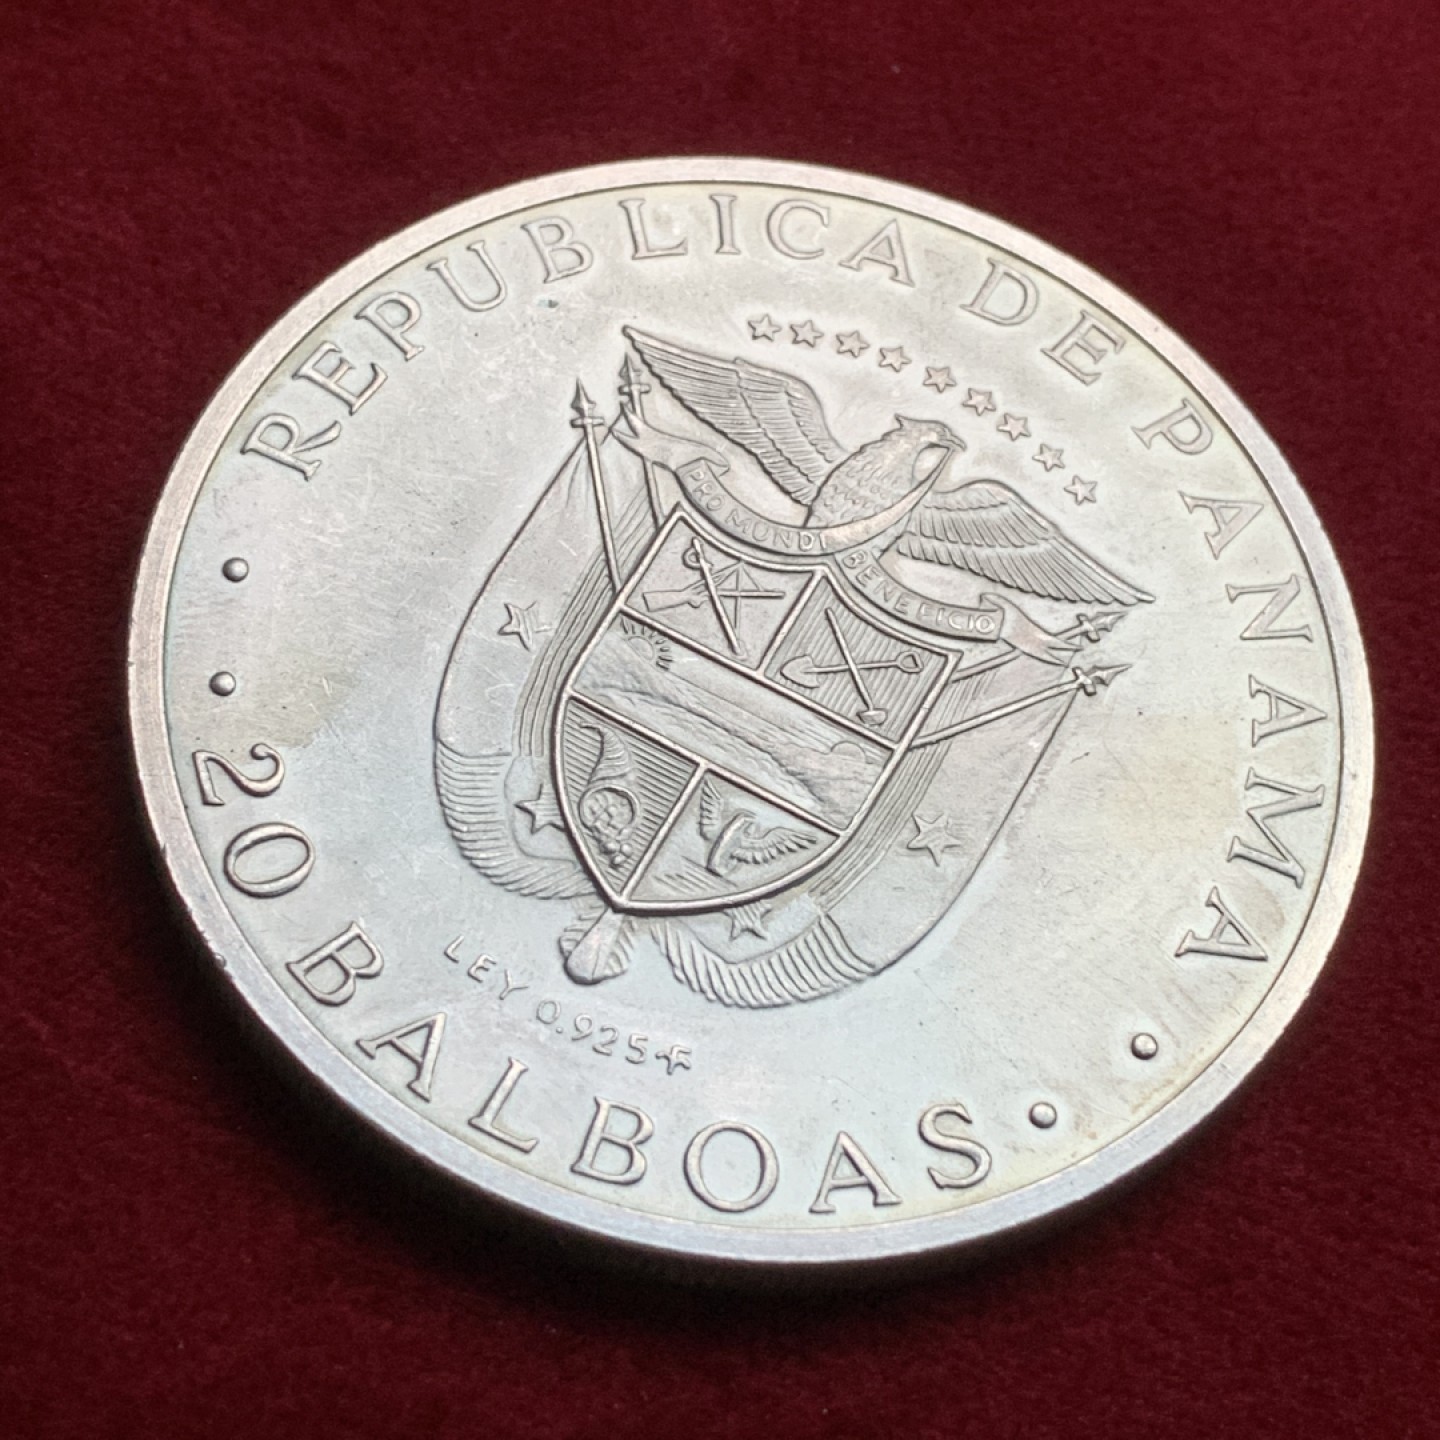 REPUBLICA DE PANAMA
PRO MUNDI BENEFICIO
LEY 0.925
20 BALBOAS